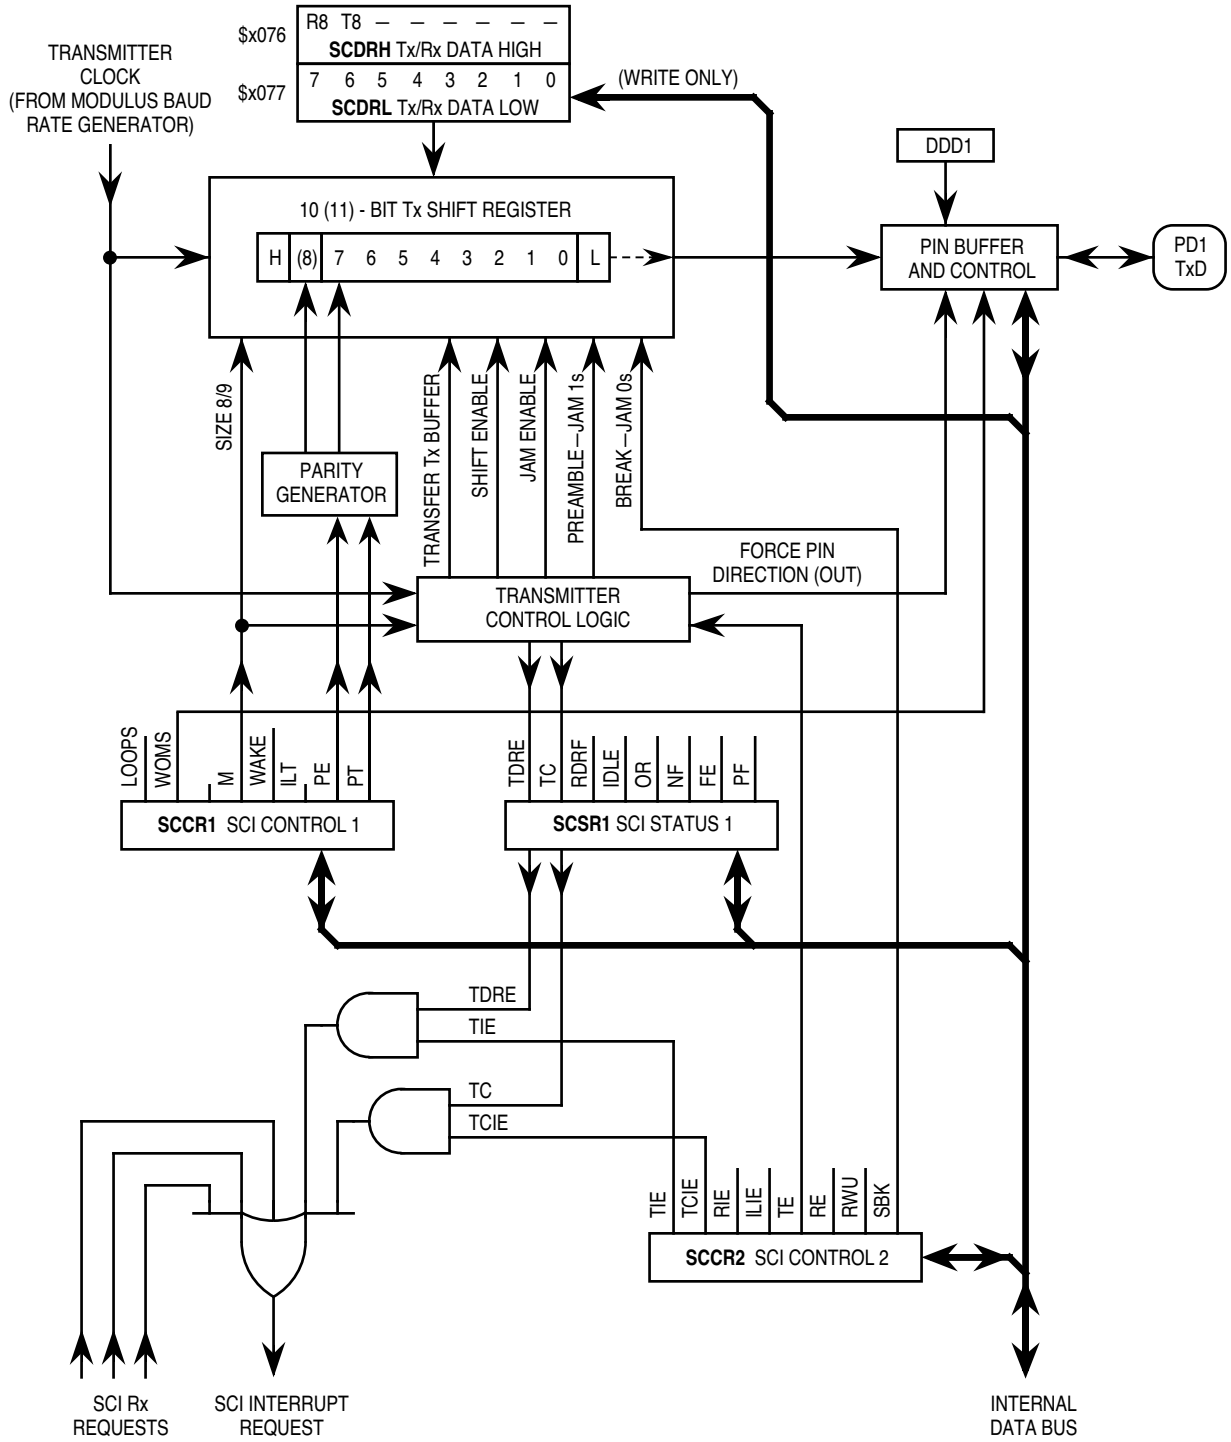 $x076
R8 T8 — — — — — —
SCDRH Tx/Rx DATA HIGH
$x077
7 6 5 4 3 2 1 0
SCDRL Tx/Rx DATA LOW
(WRITE ONLY)
TRANSMITTER
CLOCK
(FROM MODULUS BAUD
RATE GENERATOR)
DDD1
10 (11) - BIT Tx SHIFT REGISTER
H (8) 7 6 5 4 3 2 1 0 L
PIN BUFFER
AND CONTROL
PD1
TxD
SIZE 8/9
PARITY
GENERATOR
TRANSFER Tx BUFFER
SHIFT ENABLE
JAM ENABLE
PREAMBLE—JAM 1s
BREAK—JAM 0s
FORCE PIN
DIRECTION (OUT)
TRANSMITTER
CONTROL LOGIC
LOOPS
WOMS
M
WAKE
ILT
PE
PT
SCCR1 SCI CONTROL 1
TDRE
TC
RDRF
IDLE
OR
NF
FE
PF
SCSR1 SCI STATUS 1
TDRE
TIE
TC
TCIE
TIE
TCIE
RIE
ILIE
TE
RE
RWU
SBK
SCCR2 SCI CONTROL 2
SCI Rx
REQUESTS
SCI INTERRUPT
REQUEST
INTERNAL
DATA BUS